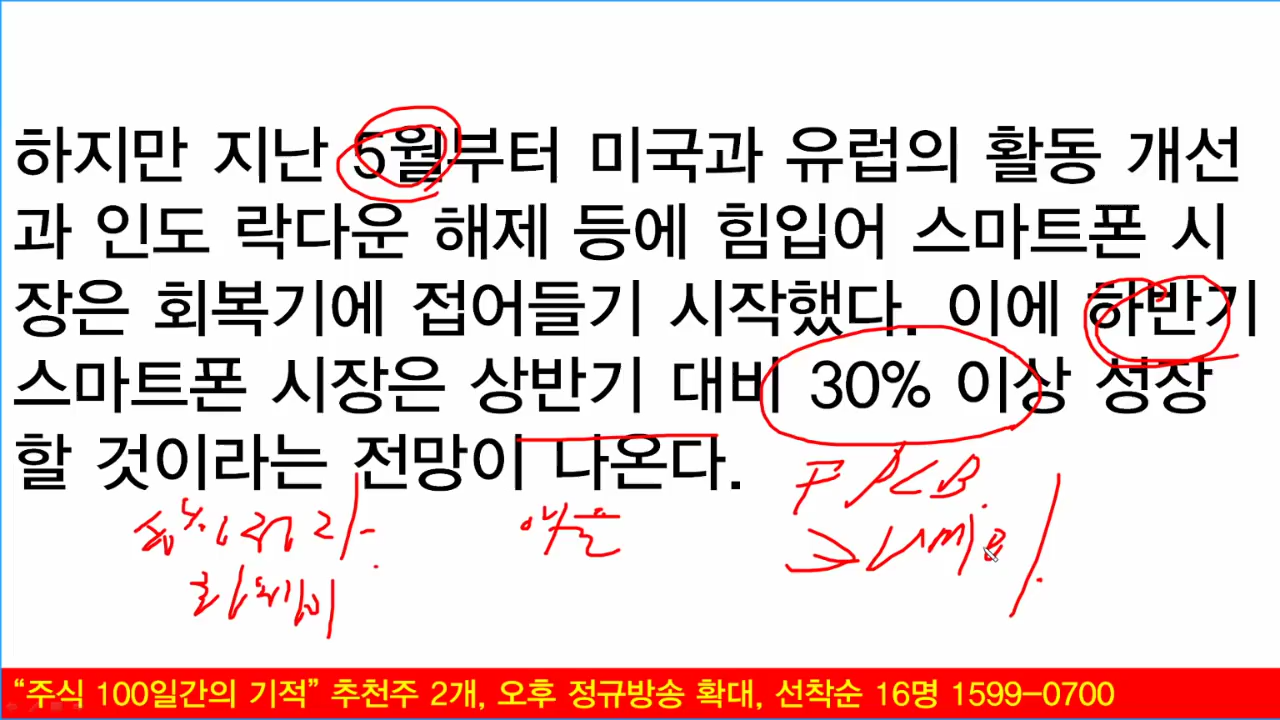 하지만 지난 5월부터 미국과 유럽의 활동 개선
과 인도 락다운 해제 등에 힘입어 스마트폰 시
장은 회복기에 접어들기 시작했다. 이에 하반기
스마트폰 시장은 상반기 대비 30% 이상 성장
할 것이라는 전망이 나온다.
FPCB
애플
“주식 100일간의 기적” 추천주 2개, 오후 정규방송 확대, 선착순 16명 1599-0700